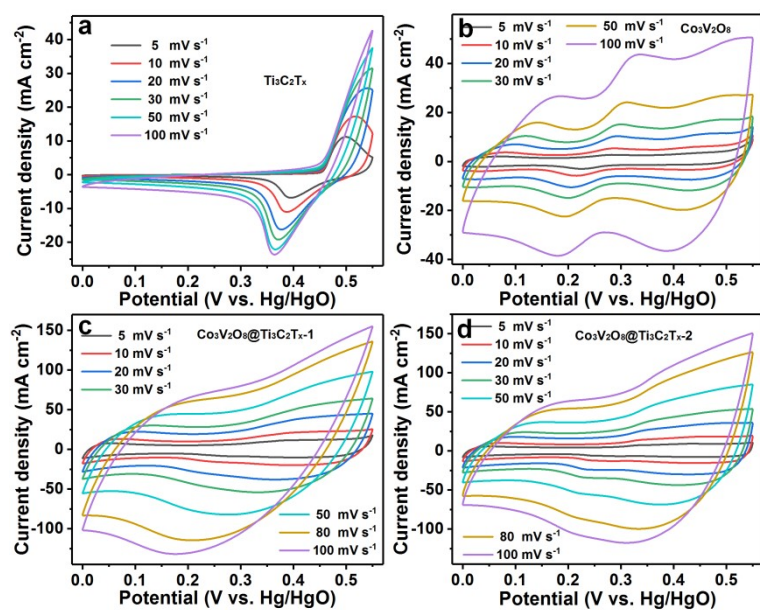 a
5 mV s⁻¹
10 mV s⁻¹
20 mV s⁻¹
30 mV s⁻¹
50 mV s⁻¹
100 mV s⁻¹
Ti₃C₂Tₓ
Current density (mA cm⁻²)
40
30
20
10
0
-10
-20
0.0 0.1 0.2 0.3 0.4 0.5
Potential (V vs. Hg/HgO)
b
5 mV s⁻¹
10 mV s⁻¹
20 mV s⁻¹
30 mV s⁻¹
50 mV s⁻¹
100 mV s⁻¹
Co₃V₂O₈
Current density (mA cm⁻²)
60
40
20
0
-20
-40
0.0 0.1 0.2 0.3 0.4 0.5
Potential (V vs. Hg/HgO)
c
5 mV s⁻¹
10 mV s⁻¹
20 mV s⁻¹
30 mV s⁻¹
Co₃V₂O₈@Ti₃C₂Tₓ-1
50 mV s⁻¹
80 mV s⁻¹
100 mV s⁻¹
Current density (mA cm⁻²)
150
100
50
0
-50
-100
0.0 0.1 0.2 0.3 0.4 0.5
Potential (V vs. Hg/HgO)
d
5 mV s⁻¹
10 mV s⁻¹
20 mV s⁻¹
30 mV s⁻¹
50 mV s⁻¹
Co₃V₂O₈@Ti₃C₂Tₓ-2
80 mV s⁻¹
100 mV s⁻¹
Current density (mA cm⁻²)
150
100
50
0
-50
-100
0.0 0.1 0.2 0.3 0.4 0.5
Potential (V vs. Hg/HgO)